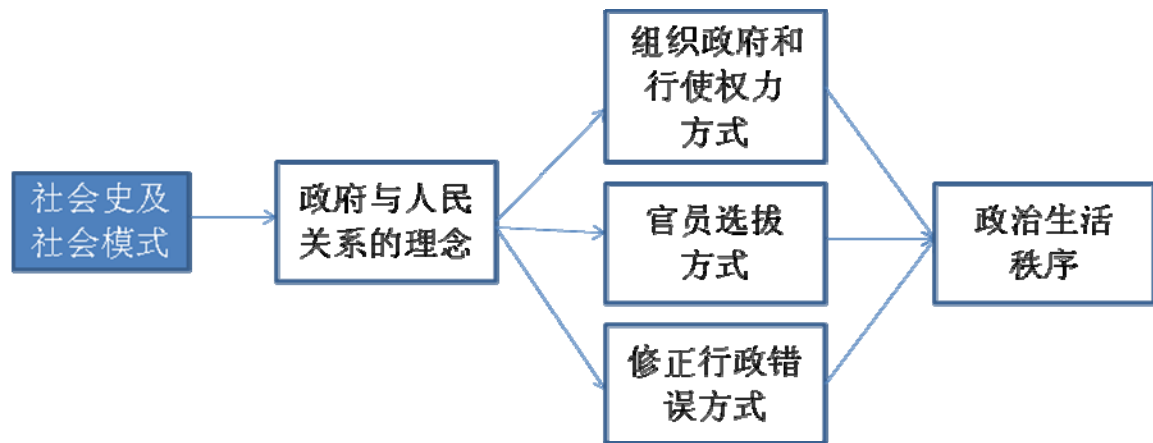 社会史及
社会模式
政府与人民
关系的理念
组织政府和
行使权力
方式
官员选拔
方式
修正行政错
误方式
政治生活
秩序